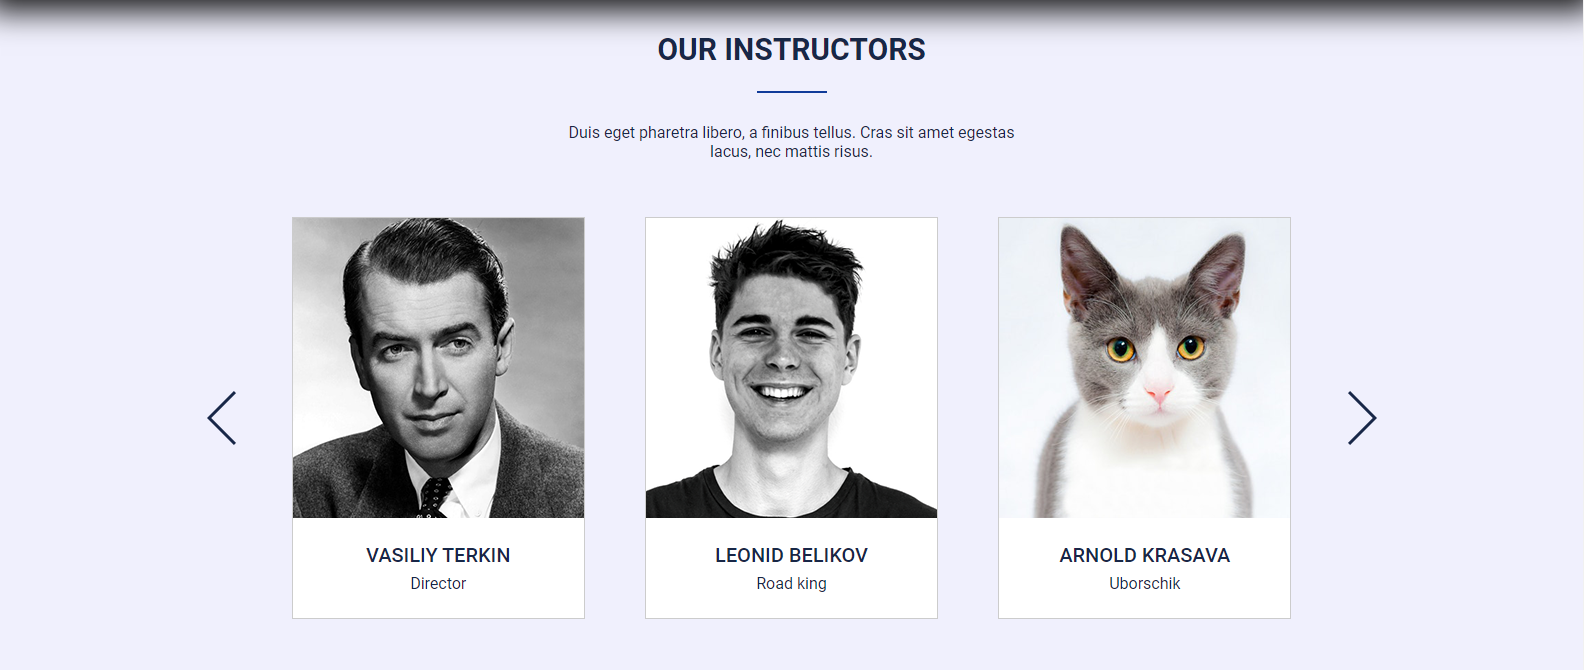 OUR INSTRUCTORS
Duis eget pharetra libero, a finibus tellus. Cras sit amet egestas
lacus, nec mattis risus.
VASILIY TERKIN
Director
LEONID BELIKOV
Road king
ARNOLD KRASAVA
Uborschik